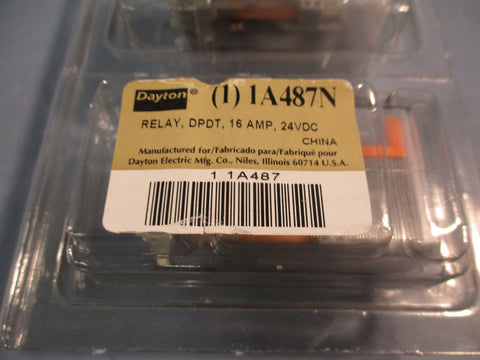 Dayton® (1) 1A487N
RELAY, DPDT, 16 AMP, 24VDC
CHINA
Manufactured for/Fabricado para/Fabriqué pour
Dayton Electric Mfg. Co., Niles, Illinois 60714 U.S.A.
1 1A487